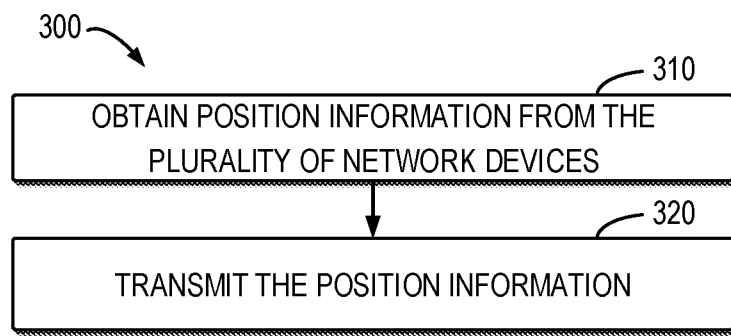 300
310
OBTAIN POSITION INFORMATION FROM THE
PLURALITY OF NETWORK DEVICES
320
TRANSMIT THE POSITION INFORMATION